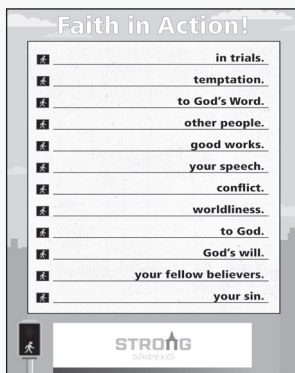 Faith in Action!
in trials.
temptation.
to God's Word.
other people.
good works.
your speech.
conflict.
worldliness.
to God.
God's will.
your fellow believers.
your sin.
STRONG
STUDENTS